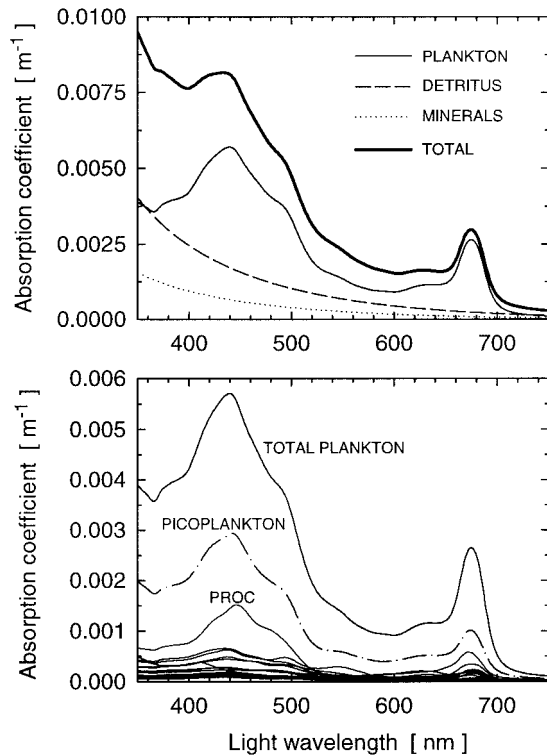 0.0100
0.0075
0.0050
0.0025
0.0000
Absorption coefficient [ m⁻¹ ]
PLANKTON
DETRITUS
MINERALS
TOTAL
400 500 600 700
0.006
0.005
0.004
0.003
0.002
0.001
0.000
Absorption coefficient [ m⁻¹ ]
TOTAL PLANKTON
PICOPLANKTON
PROC
400 500 600 700
Light wavelength [ nm ]